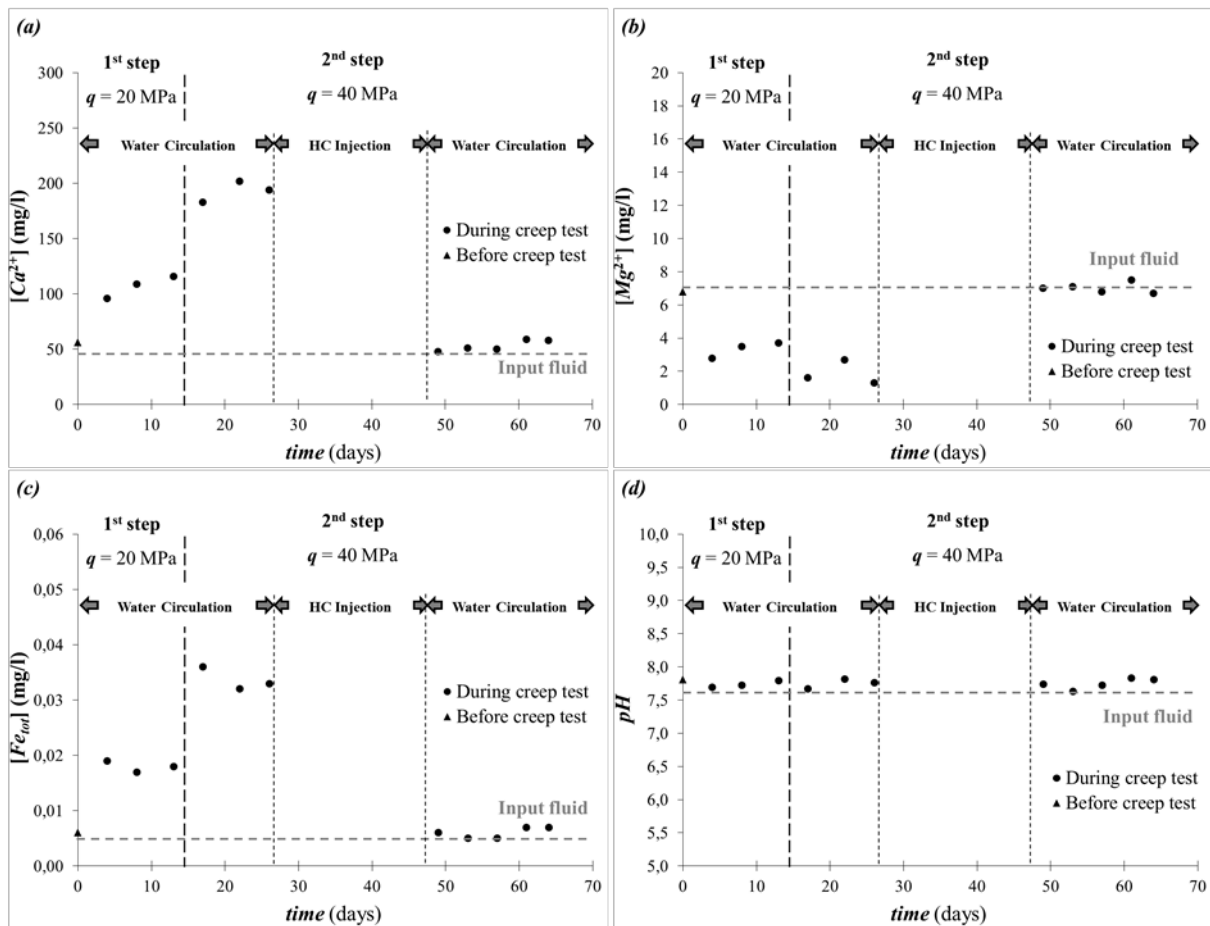 (a)
1st step
2nd step
q = 20 MPa
q = 40 MPa
Water Circulation
HC Injection
Water Circulation
300
250
200
150
100
50
0
[Ca2+] (mg/l)
During creep test
Before creep test
Input fluid
0 10 20 30 40 50 60 70
time (days)
(b)
1st step
2nd step
q = 20 MPa
q = 40 MPa
Water Circulation
HC Injection
Water Circulation
20
18
16
14
12
10
8
6
4
2
0
[Mg2+] (mg/l)
Input fluid
During creep test
Before creep test
0 10 20 30 40 50 60 70
time (days)
(c)
1st step
2nd step
q = 20 MPa
q = 40 MPa
Water Circulation
HC Injection
Water Circulation
0,06
0,05
0,04
0,03
0,02
0,01
0,00
[Fetot] (mg/l)
During creep test
Before creep test
Input fluid
0 10 20 30 40 50 60 70
time (days)
(d)
1st step
2nd step
q = 20 MPa
q = 40 MPa
Water Circulation
HC Injection
Water Circulation
10,0
9,5
9,0
8,5
8,0
7,5
7,0
6,5
6,0
5,5
5,0
pH
Input fluid
During creep test
Before creep test
0 10 20 30 40 50 60 70
time (days)